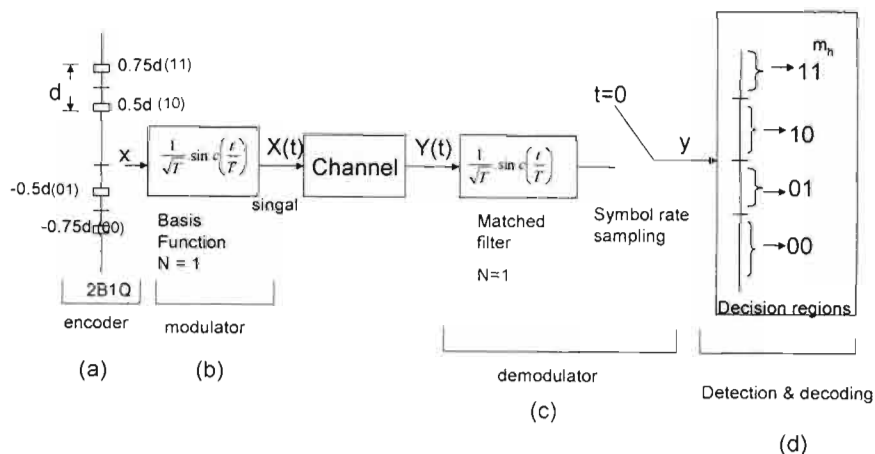 0.75d(11)
d
0.5d (10)
-0.5d(01)
-0.75d(00)
2B1Q
encoder
(a)
x
1/√T sin c(t/T)
X(t)
singal
Basis
Function
N = 1
modulator
(b)
Channel
Y(t)
1/√T sin c(t/T)
Matched
filter
N=1
t=0
Symbol rate
sampling
demodulator
(c)
y
m_h
11
10
01
00
Decision regions
Detection & decoding
(d)